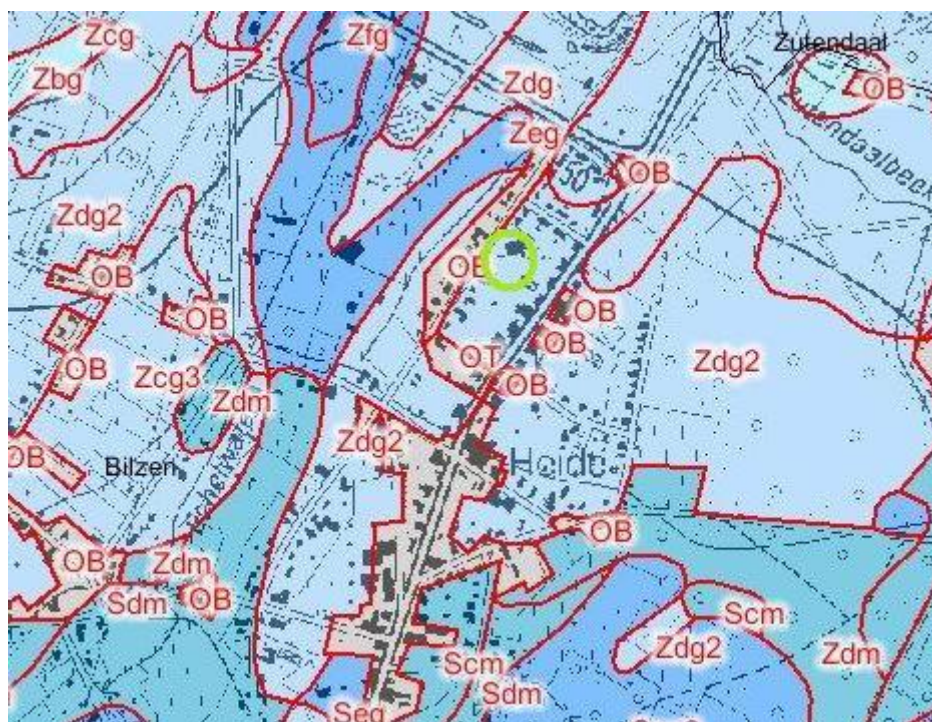 Zcg
Zfg
Zutendaal
Zbg
Zdg
OB
Zeg
50
OB
Zdg2
OB
OB
OB
OB
OT
OB
OB
Zdg2
OB
Zcg3
Zdm
Zdg2
OB
Bilzen
OB
OB
Zdm
Sdm
OB
Scm
Zdg2
Scm
Zdm
Sdm
Seg